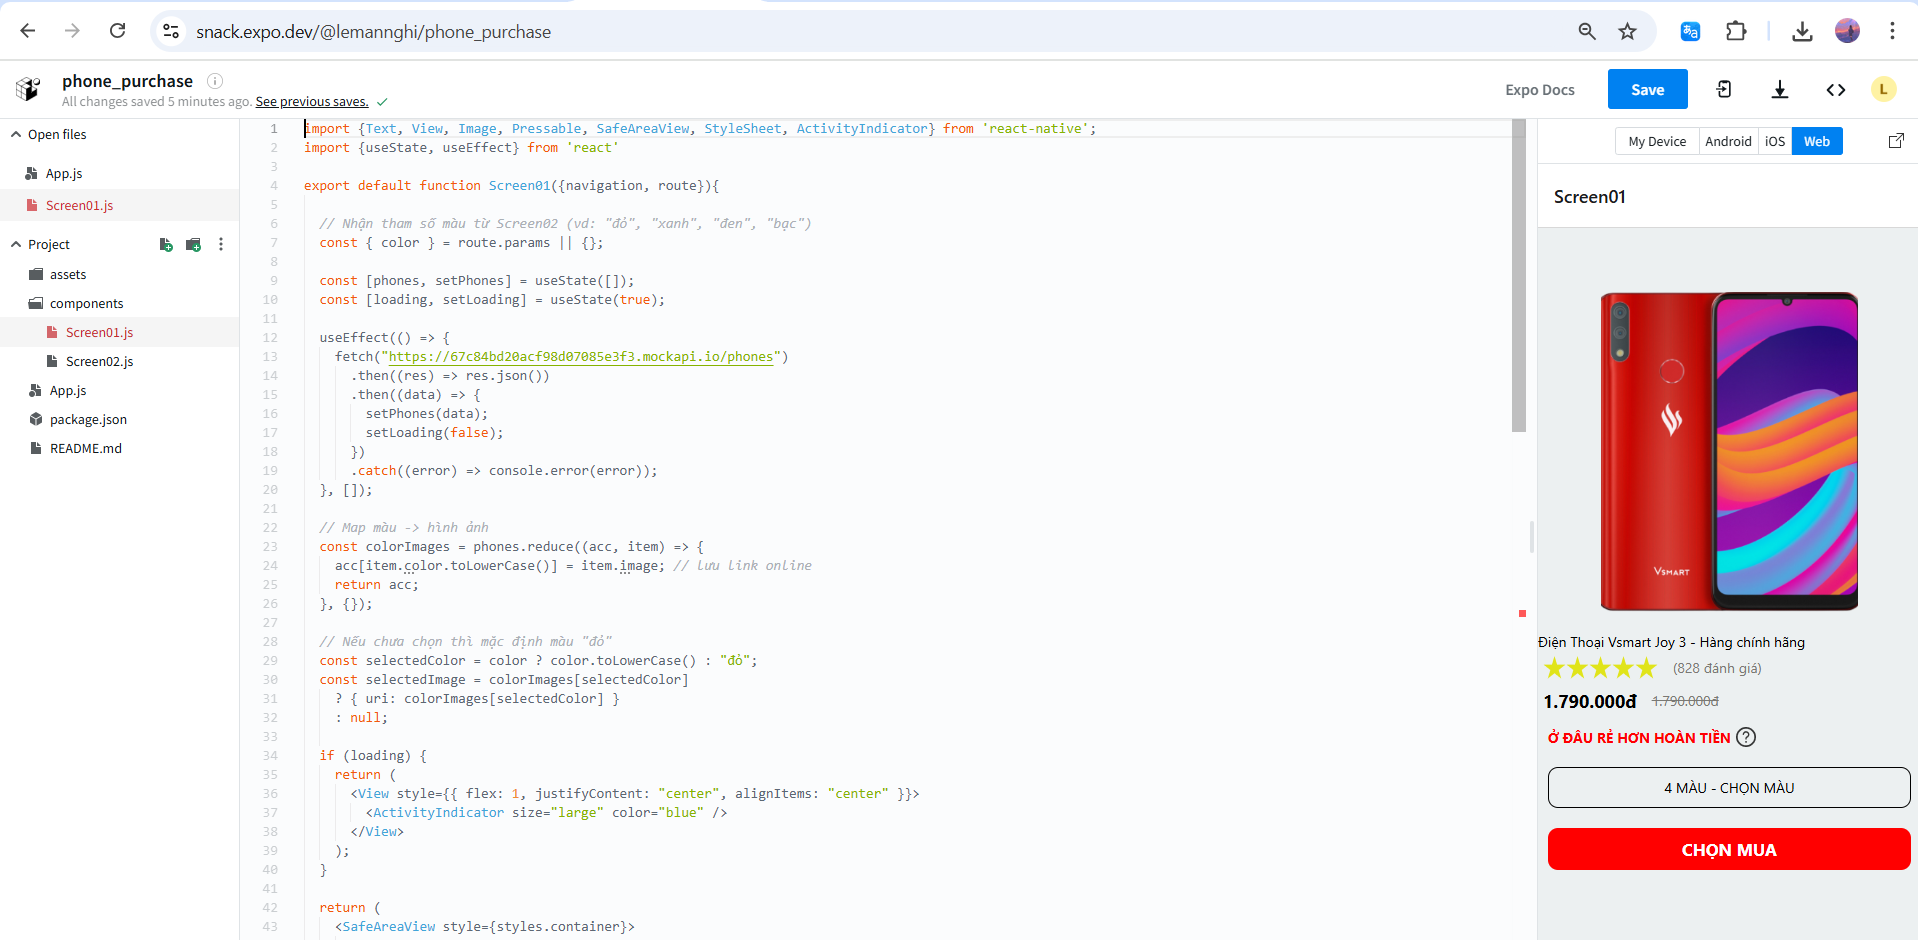 snack.expo.dev/@lemannghi/phone_purchase
phone_purchase
All changes saved 5 minutes ago. See previous saves.
Expo Docs
Save
L
Open files
App.js
Screen01.js
Project
assets
components
Screen01.js
Screen02.js
App.js
package.json
README.md
1 import {Text, View, Image, Pressable, SafeAreaView, StyleSheet, ActivityIndicator} from 'react-native';
2 import {useState, useEffect} from 'react'
3
4 export default function Screen01({navigation, route}){
5
6 // Nhận tham số màu từ Screen02 (vd: "đỏ", "xanh", "đen", "bạc")
7 const { color } = route.params || {};
8
9 const [phones, setPhones] = useState([]);
10 const [loading, setLoading] = useState(true);
11
12 useEffect(() => {
13 fetch("https://67c84bd20acf98d07085e3f3.mockapi.io/phones")
14 .then((res) => res.json())
15 .then((data) => {
16 setPhones(data);
17 setLoading(false);
18 })
19 .catch((error) => console.error(error));
20 }, []);
21
22 // Map màu -> hình ảnh
23 const colorImages = phones.reduce((acc, item) => {
24 acc[item.color.toLowerCase()] = item.image; // lưu link online
25 return acc;
26 }, {});
27
28 // Nếu chưa chọn thì mặc định màu "đỏ"
29 const selectedColor = color ? color.toLowerCase() : "đỏ";
30 const selectedImage = colorImages[selectedColor]
31 ? { uri: colorImages[selectedColor] }
32 : null;
33
34 if (loading) {
35 return (
36 <View style={{ flex: 1, justifyContent: "center", alignItems: "center" }}>
37 <ActivityIndicator size="large" color="blue" />
38 </View>
39 );
40 }
41
42 return (
43 <SafeAreaView style={styles.container}>
My Device Android iOS Web
Screen01
VSMART
Điện Thoại Vsmart Joy 3 - Hàng chính hãng
(828 đánh giá)
1.790.000đ 1.790.000đ
Ở ĐÂU RẺ HƠN HOÀN TIỀN ?
4 MÀU - CHỌN MÀU
CHỌN MUA